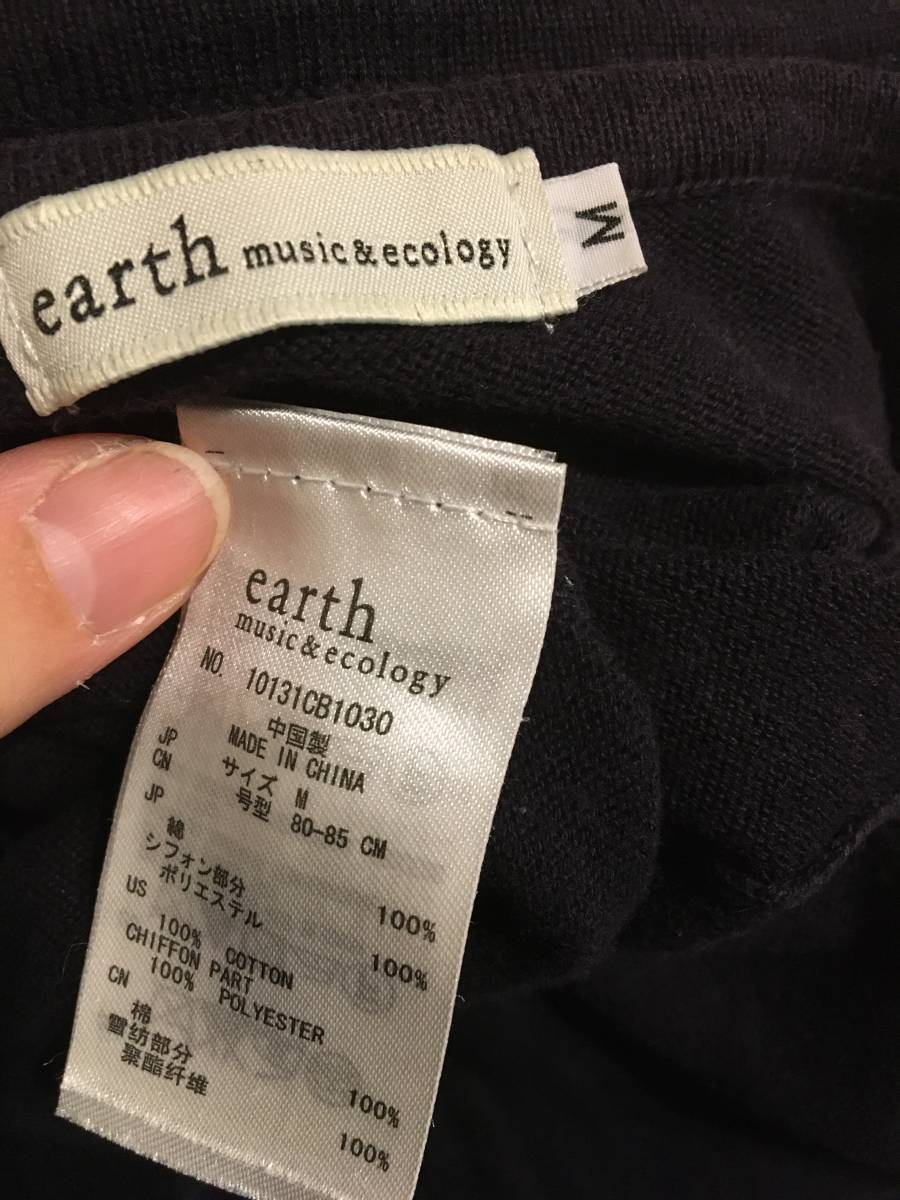 earth music&ecology
M
earth
music&ecology
NO. 10131CB1030
中国製
MADE IN CHINA
JP サイズ M
CN 号型 80-85 CM
JP
綿 100%
シフォン部分
ポリエステル 100%
US
100% COTTON
CHIFFON PART
100% POLYESTER
CN
棉 100%
雪纺部分
聚酯纤维 100%